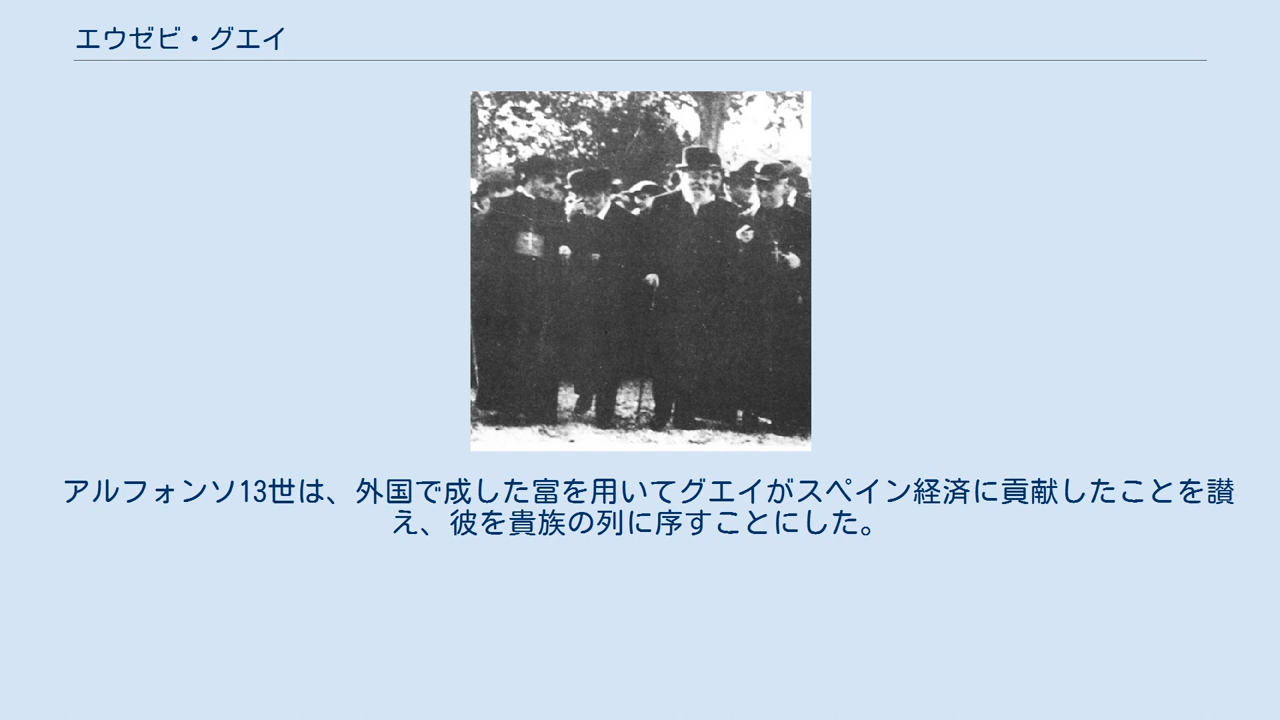 エウゼビ・グエイ
アルフォンソ13世は、外国で成した富を用いてグエイがスペイン経済に貢献したことを讃
え、彼を貴族の列に序すことにした。